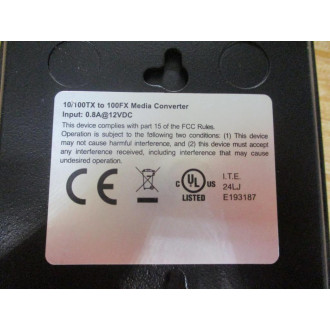 10/100TX to 100FX Media Converter
Input: 0.8A@12VDC
This device complies with part 15 of the FCC Rules.
Operation is subject to the following two conditions: (1) This device
may not cause harmful interference, and (2) this device must accept
any interference received, including interference that may cause
undesired operation.
CE
C UL US
LISTED
I.T.E.
24LJ
E193187